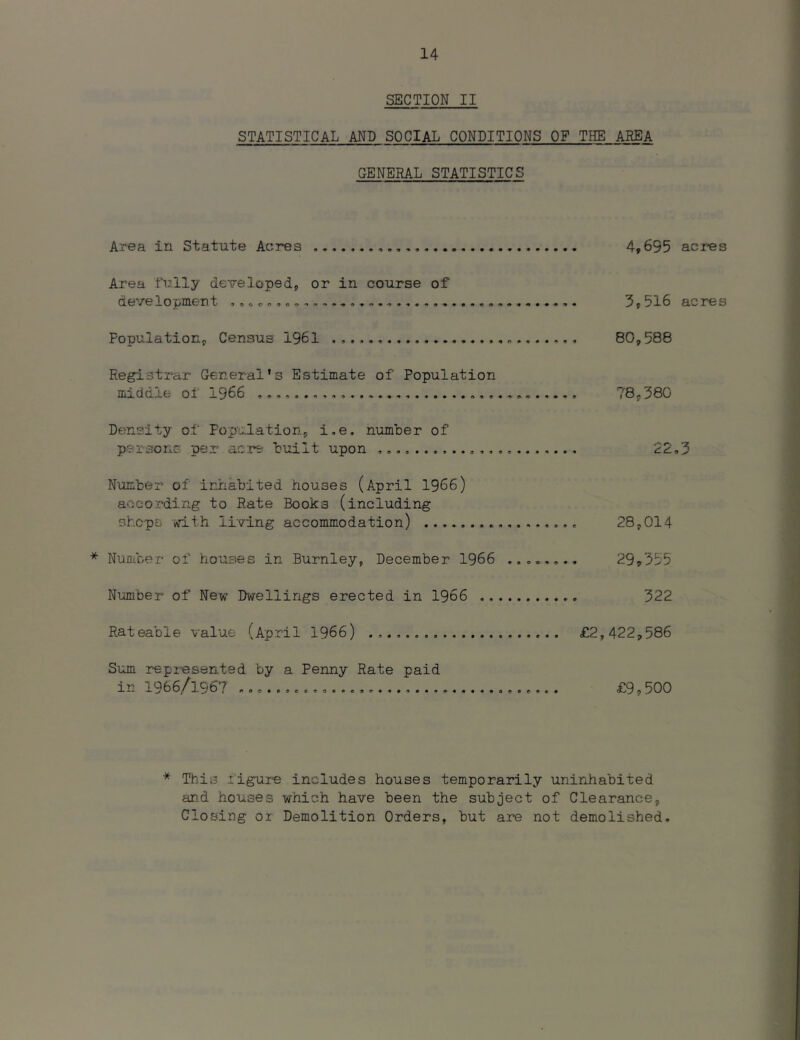 14
SECTION II
STATISTICAL AND SOCIAL CONDITIONS OF THE AREA
GENERAL STATISTICS
Area in Statute Acres .............................. 4,695 acres
Area fully developed, or in course of
development ........................................ 3,516 acres
Population, Census 1961 ............................ 80,588
Registrar General's Estimate of Population
middle of 1966 ..................................... 78,380
Density of Population, i.e. number of
persons per acre built upon ........................ 22.3
Number of inhabited houses (April 1966)
according to Rate Books (including
shops with living accommodation) .................. 28,014
* Number of houses in Burnley, December 1966 ......... 29,355
Number of New Dwellings erected in 1966 ............ 322
Rateable value (April 1966) ...................... £2,422,586
Sum represented by a Penny Rate paid
in 1966/1967 ..................................... £9,500
* This figure includes houses temporarily uninhabited
and houses which have been the subject of Clearance,
Closing or Demolition Orders, but are not demolished.